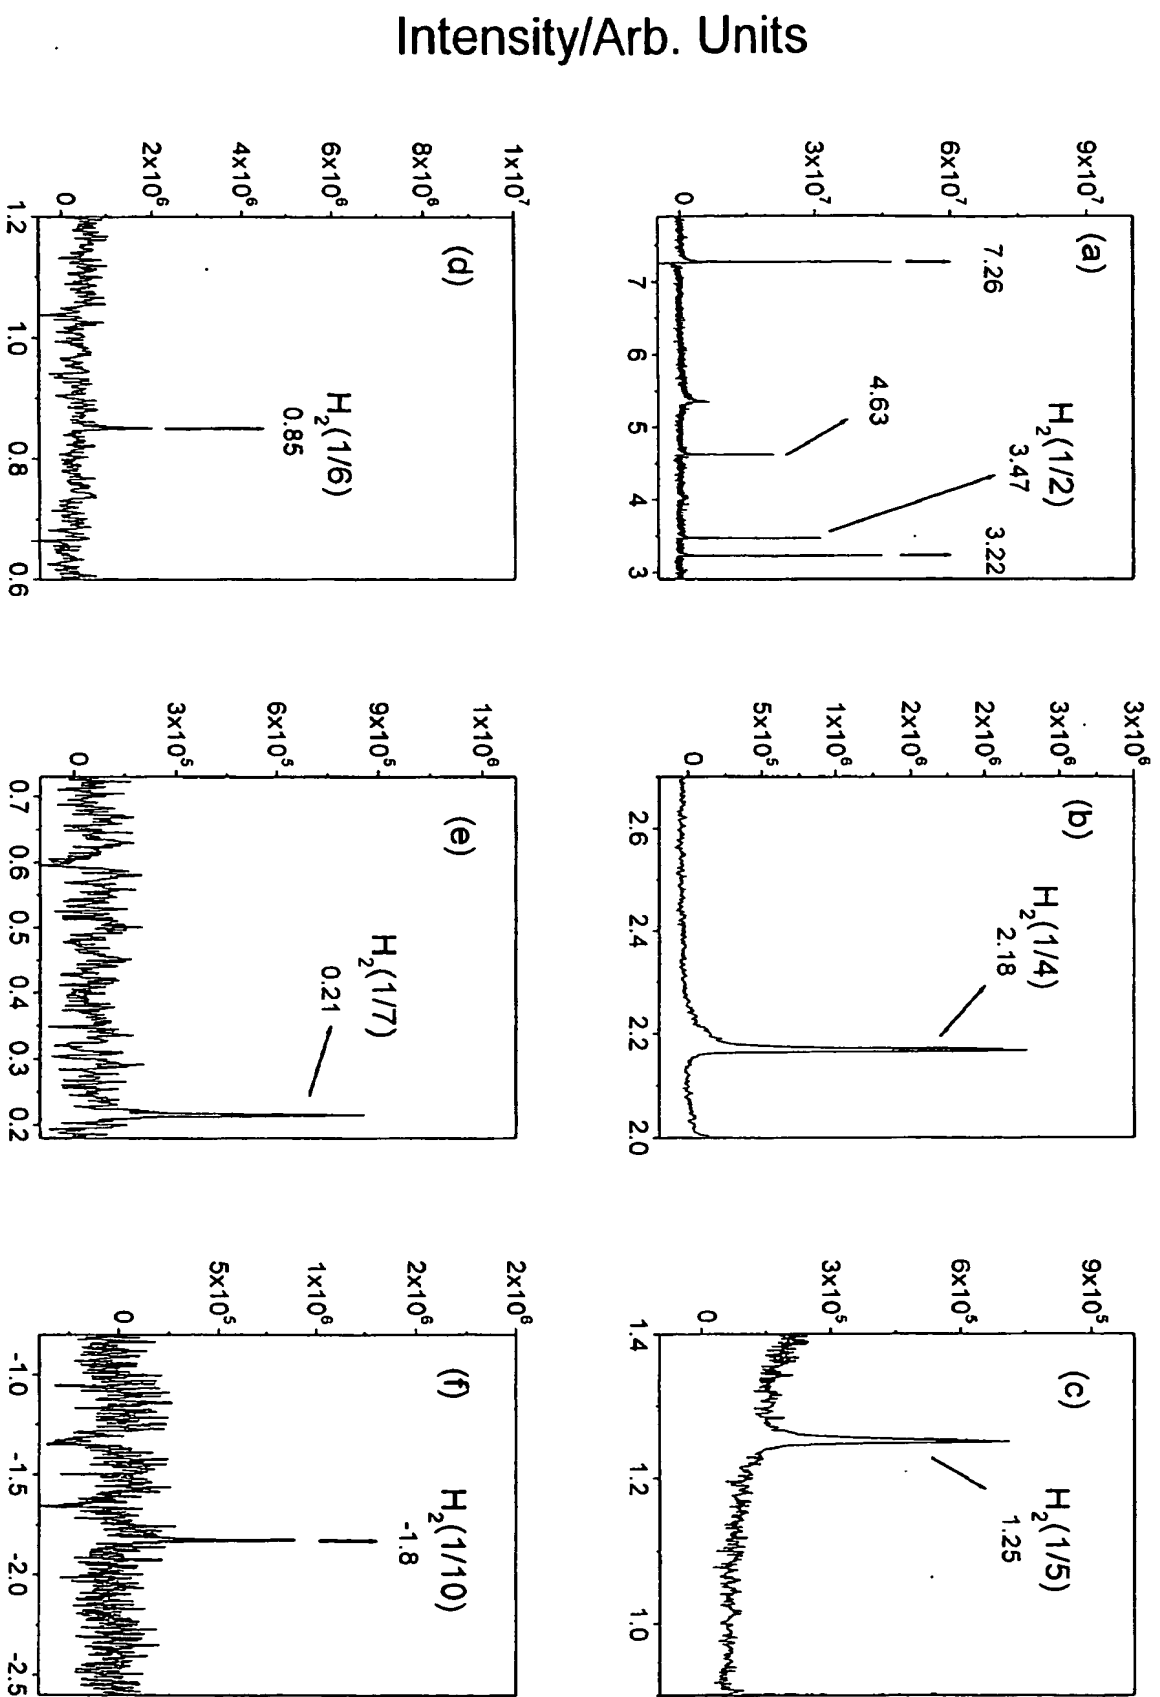 Intensity/Arb. Units
(a)
9x10⁷
6x10⁷
3x10⁷
0
7
6
5
4
3
7.26
4.63
H₂(1/2)
3.47
3.22
(b)
3x10⁶
3x10⁶
2x10⁶
2x10⁶
1x10⁶
5x10⁵
0
2.6
2.4
2.2
2.0
H₂(1/4)
2.18
(c)
9x10⁵
6x10⁵
3x10⁵
0
1.4
1.2
1.0
H₂(1/5)
1.25
(d)
1x10⁷
8x10⁶
6x10⁶
4x10⁶
2x10⁶
0
1.2
1.0
0.8
0.6
H₂(1/6)
0.85
(e)
1x10⁶
9x10⁵
6x10⁵
3x10⁵
0
0.7
0.6
0.5
0.4
0.3
0.2
H₂(1/7)
0.21
(f)
2x10⁶
2x10⁶
1x10⁶
5x10⁵
0
-1.0
-1.5
-2.0
-2.5
H₂(1/10)
-1.8